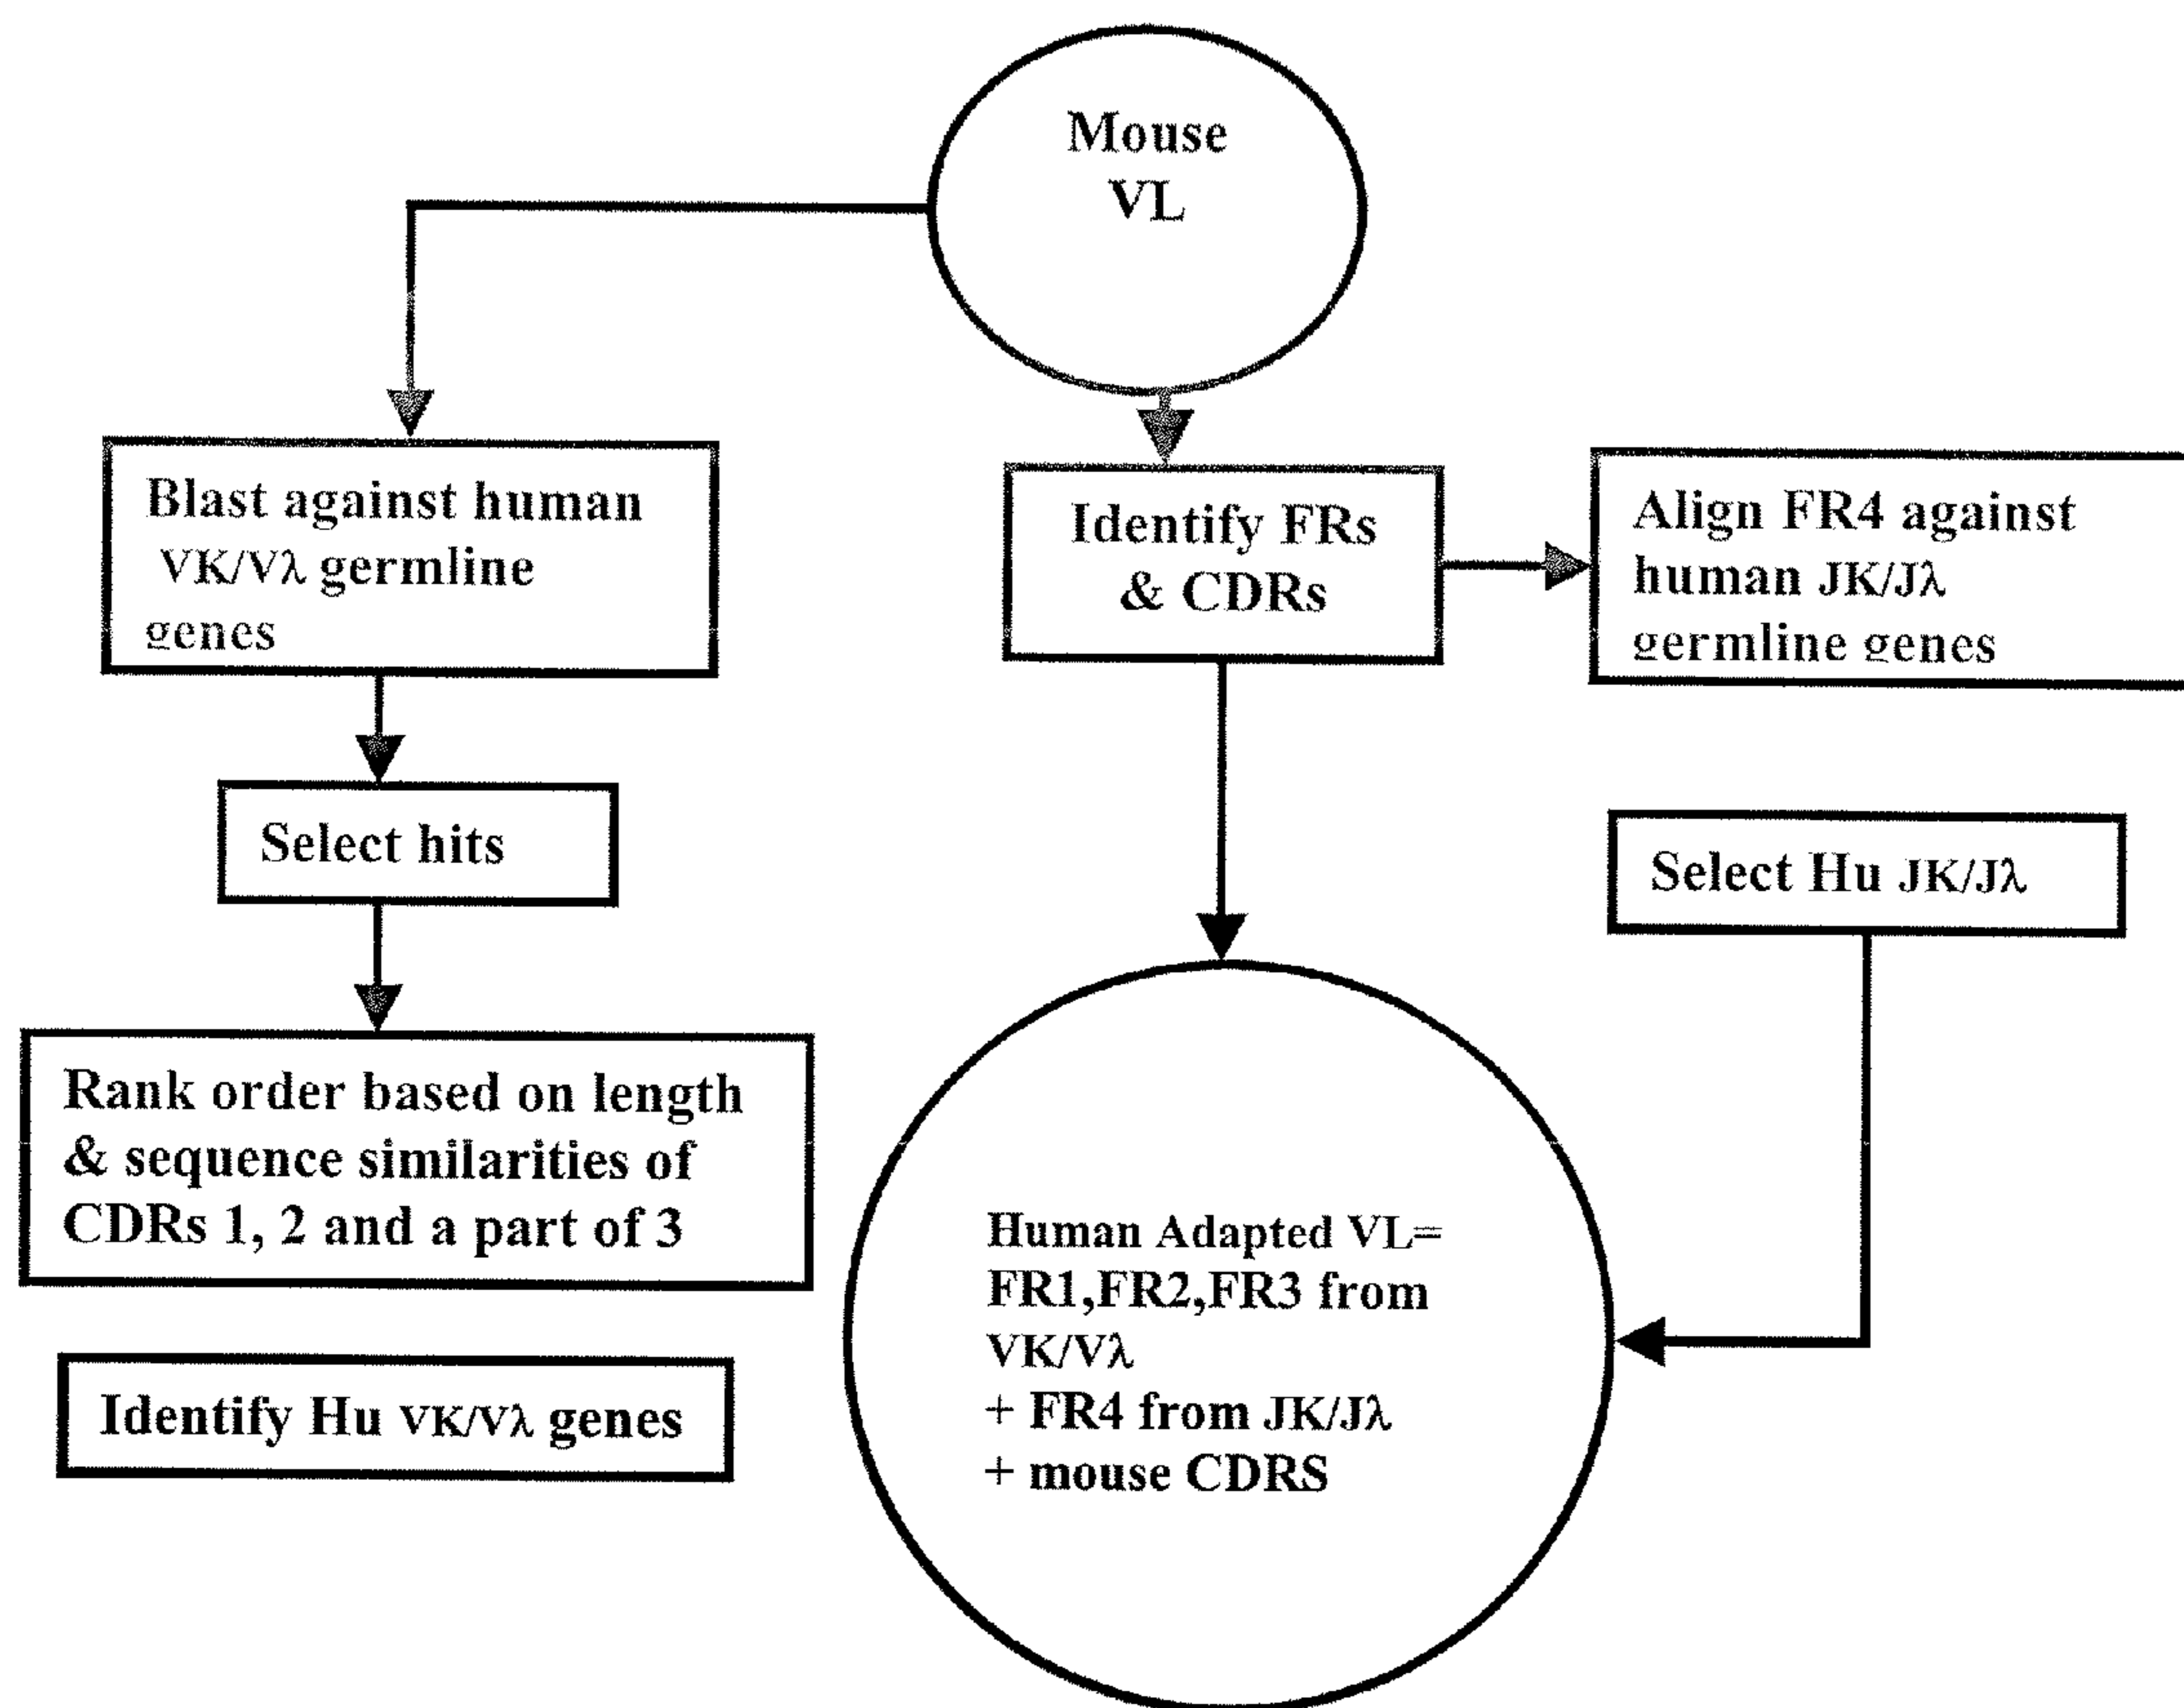 Mouse
VL
Blast against human
VK/Vλ germline
genes
Identify FRs
& CDRs
Align FR4 against
human JK/Jλ
germline genes
Select hits
Select Hu JK/Jλ
Rank order based on length
& sequence similarities of
CDRs 1, 2 and a part of 3
Identify Hu VK/Vλ genes
Human Adapted VL=
FR1,FR2,FR3 from
VK/Vλ
+ FR4 from JK/Jλ
+ mouse CDRS